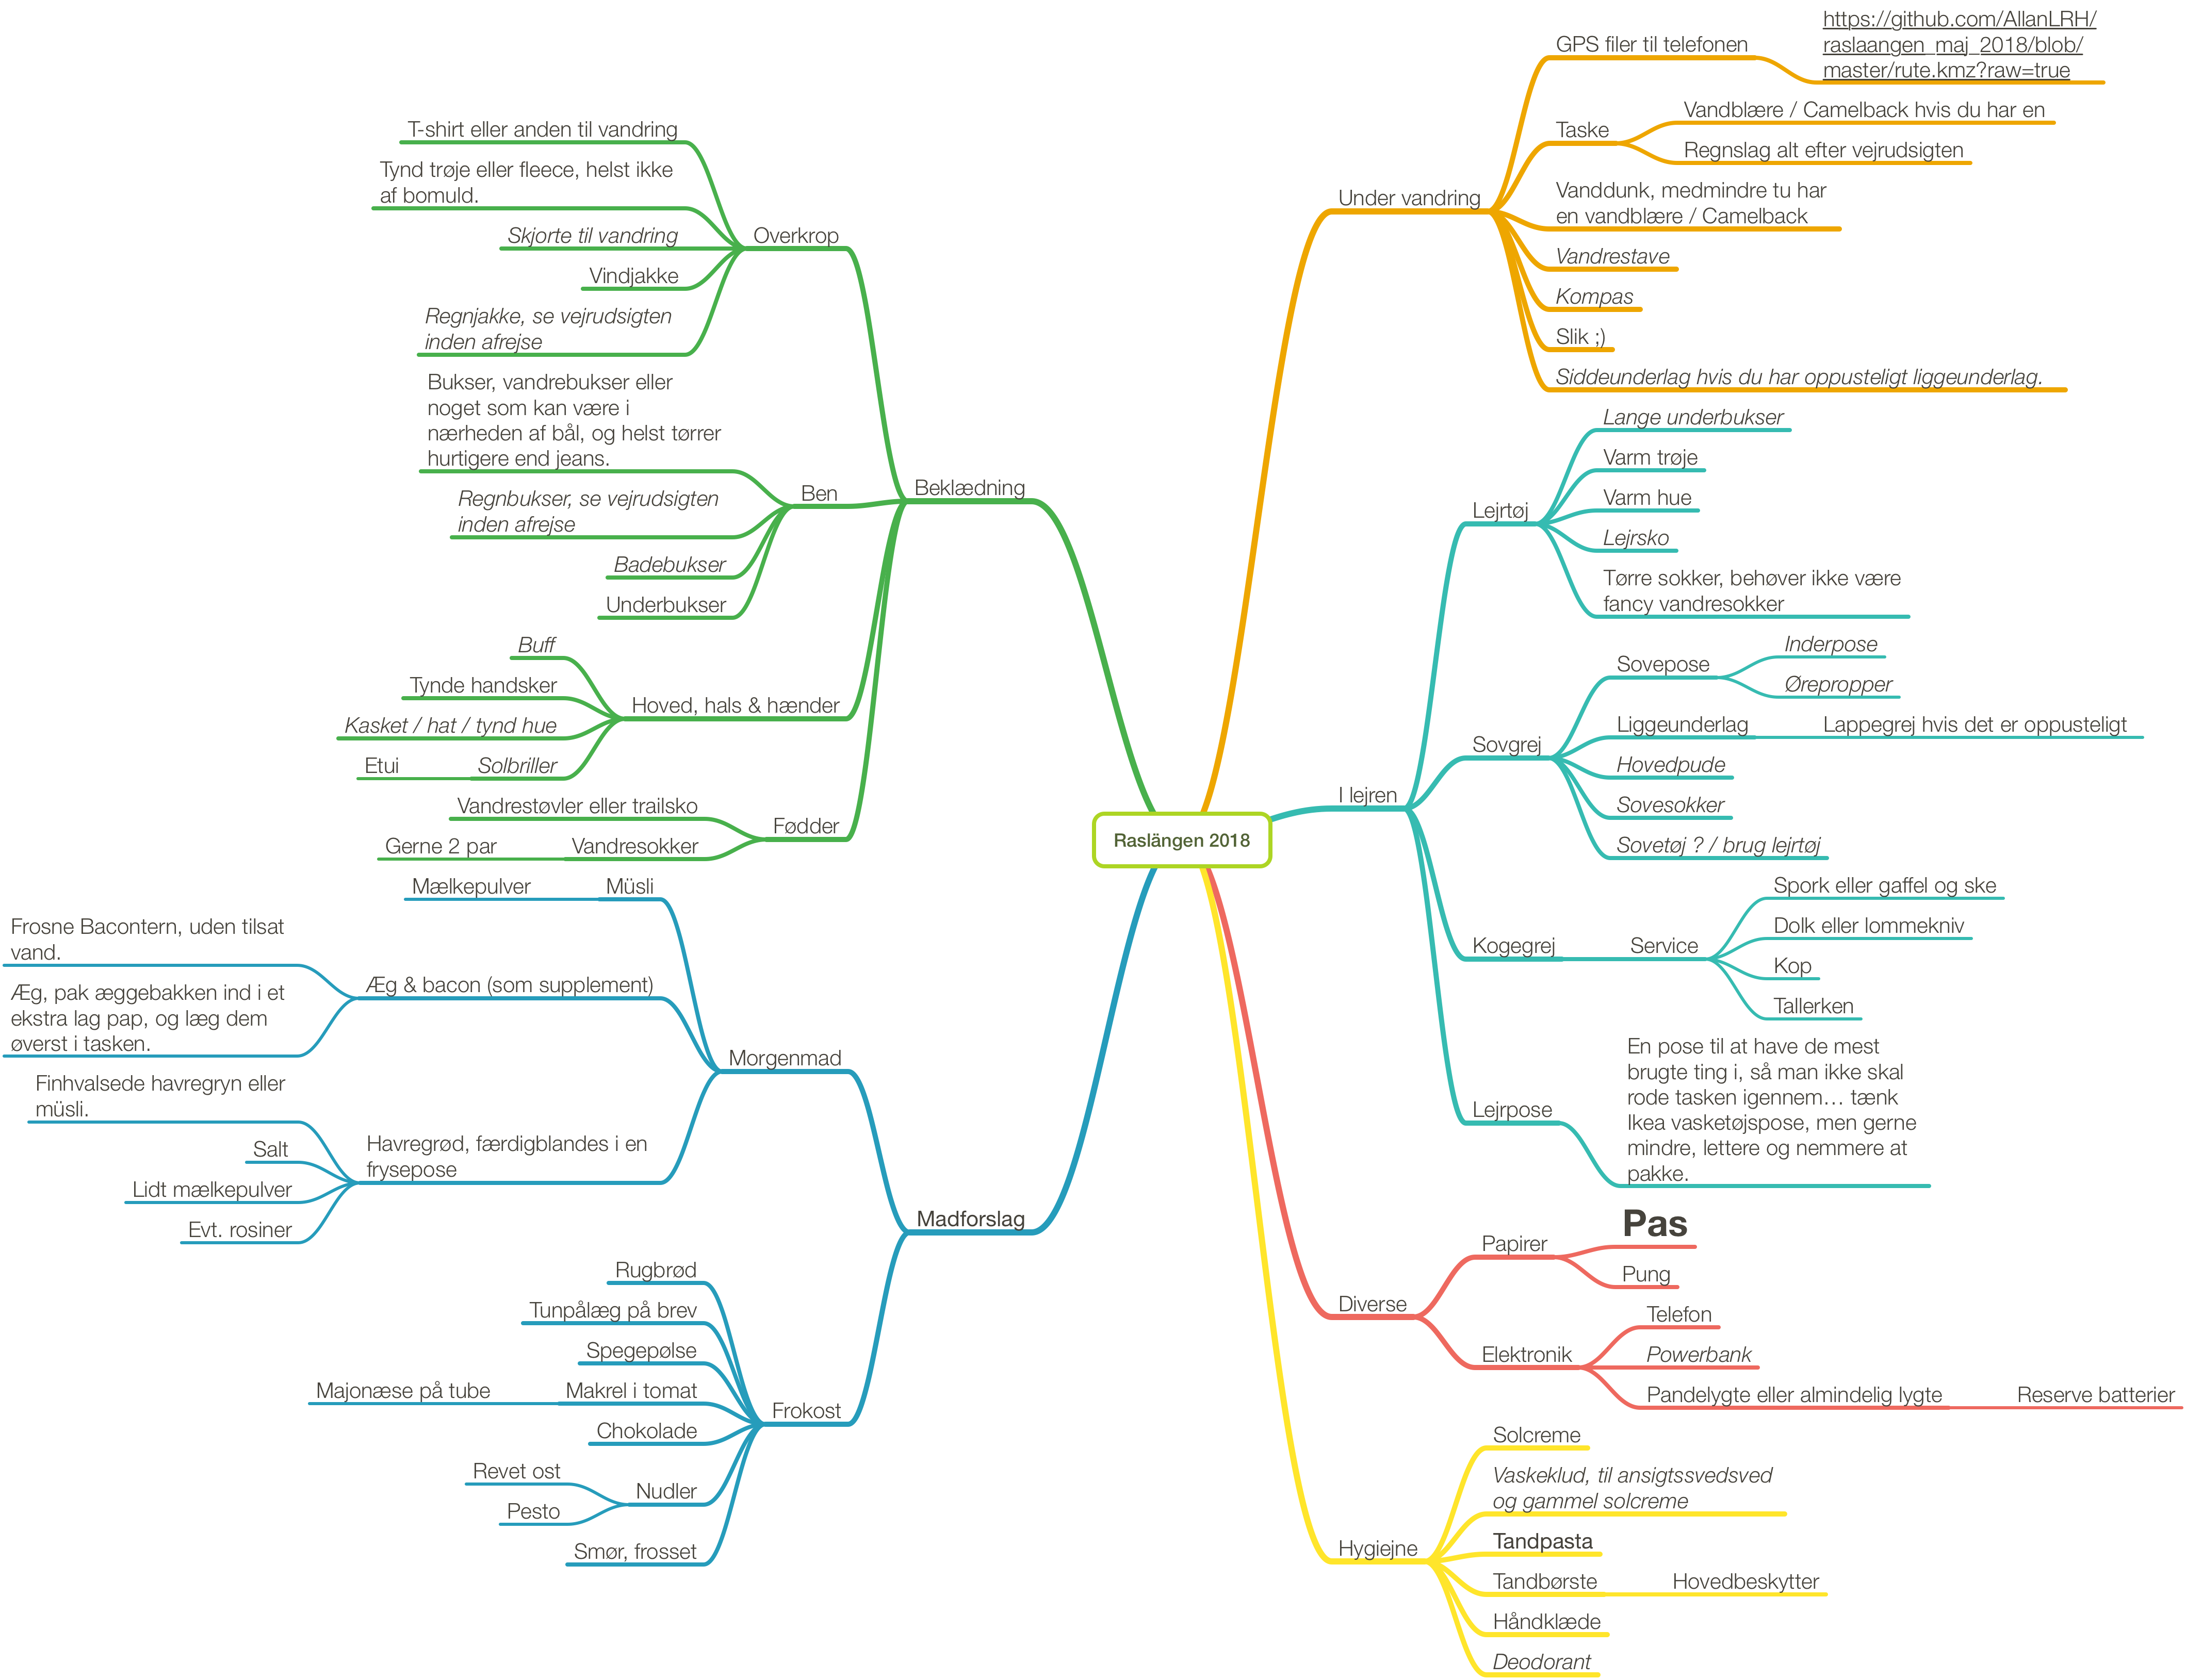 Raslängen 2018
Under vandring
GPS filer til telefonen
https://github.com/AllanLRH/
raslaangen_maj_2018/blob/
master/rute.kmz?raw=true
Taske
Vandblære / Camelback hvis du har en
Regnslag alt efter vejrudsigten
Vanddunk, medmindre tu har
en vandblære / Camelback
Vandrestave
Kompas
Slik ;)
Siddeunderlag hvis du har oppusteligt liggeunderlag.
I lejren
Lejrtøj
Lange underbukser
Varm trøje
Varm hue
Lejrsko
Tørre sokker, behøver ikke være
fancy vandresokker
Sovgrej
Sovepose
Inderpose
Ørepropper
Liggeunderlag
Lappegrej hvis det er oppusteligt
Hovedpude
Sovesokker
Sovetøj ? / brug lejrtøj
Kogegrej
Service
Spork eller gaffel og ske
Dolk eller lommekniv
Kop
Tallerken
Lejrpose
En pose til at have de mest
brugte ting i, så man ikke skal
rode tasken igennem… tænk
Ikea vasketøjspose, men gerne
mindre, lettere og nemmere at
pakke.
Diverse
Papirer
Pas
Pung
Elektronik
Telefon
Powerbank
Pandelygte eller almindelig lygte
Reserve batterier
Hygiejne
Solcreme
Vaskeklud, til ansigtssvedsved
og gammel solcreme
Tandpasta
Tandbørste
Hovedbeskytter
Håndklæde
Deodorant
Beklædning
Overkrop
T-shirt eller anden til vandring
Tynd trøje eller fleece, helst ikke
af bomuld.
Skjorte til vandring
Vindjakke
Regnjakke, se vejrudsigten
inden afrejse
Ben
Bukser, vandrebukser eller
noget som kan være i
nærheden af bål, og helst tørrer
hurtigere end jeans.
Regnbukser, se vejrudsigten
inden afrejse
Badebukser
Underbukser
Hoved, hals & hænder
Buff
Tynde handsker
Kasket / hat / tynd hue
Solbriller
Etui
Fødder
Vandrestøvler eller trailsko
Vandresokker
Gerne 2 par
Madforslag
Morgenmad
Müsli
Mælkepulver
Æg & bacon (som supplement)
Frosne Bacontern, uden tilsat
vand.
Æg, pak æggebakken ind i et
ekstra lag pap, og læg dem
øverst i tasken.
Havregrød, færdigblandes i en
frysepose
Finhvalsede havregryn eller
müsli.
Salt
Lidt mælkepulver
Evt. rosiner
Frokost
Rugbrød
Tunpålæg på brev
Spegepølse
Makrel i tomat
Majonæse på tube
Chokolade
Nudler
Revet ost
Pesto
Smør, frosset